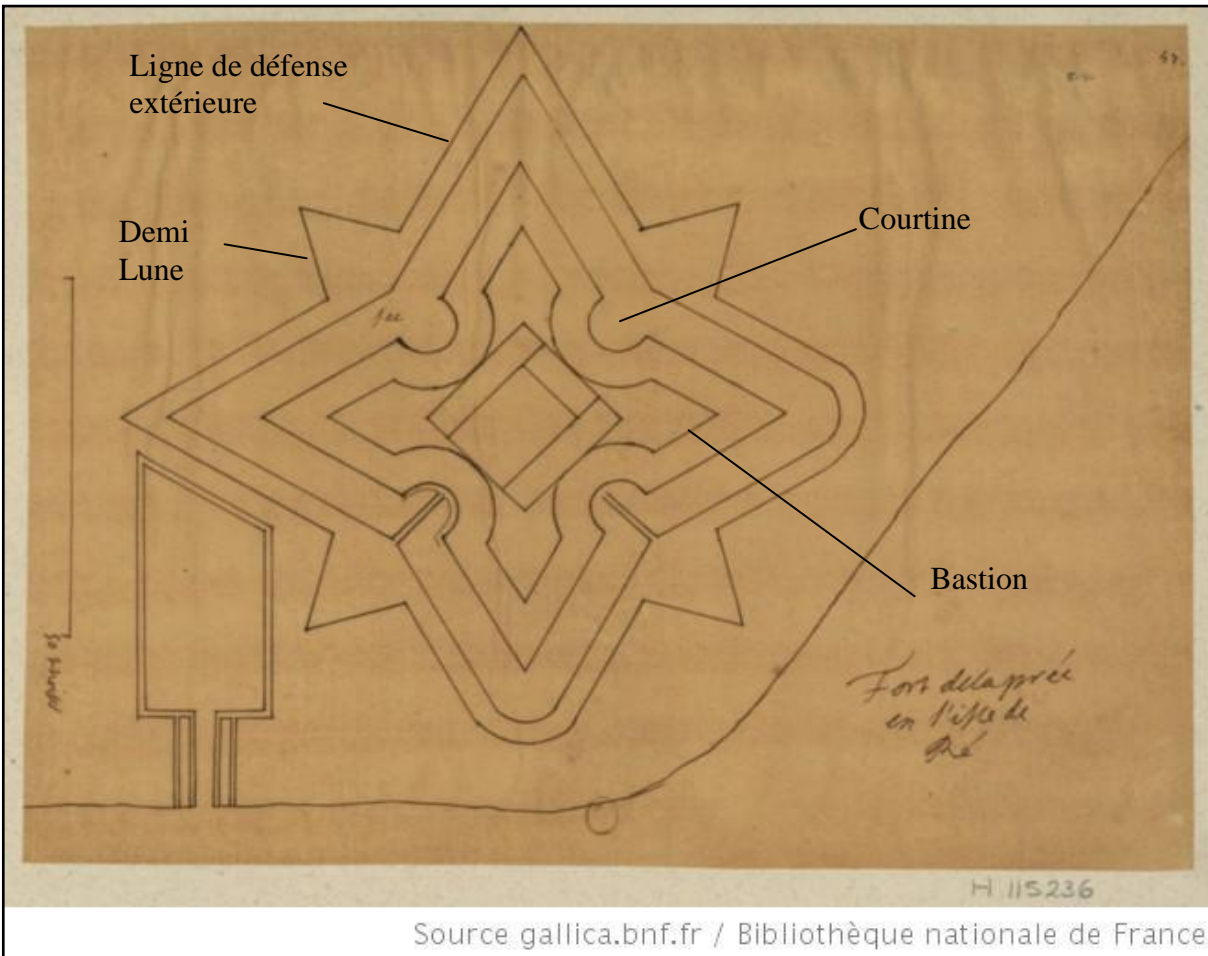 Ligne de défense
extérieure
Demi
Lune
Courtine
Bastion
Fort delaprée
en l'isle de
Ré
H 115236
Source gallica.bnf.fr / Bibliothèque nationale de France